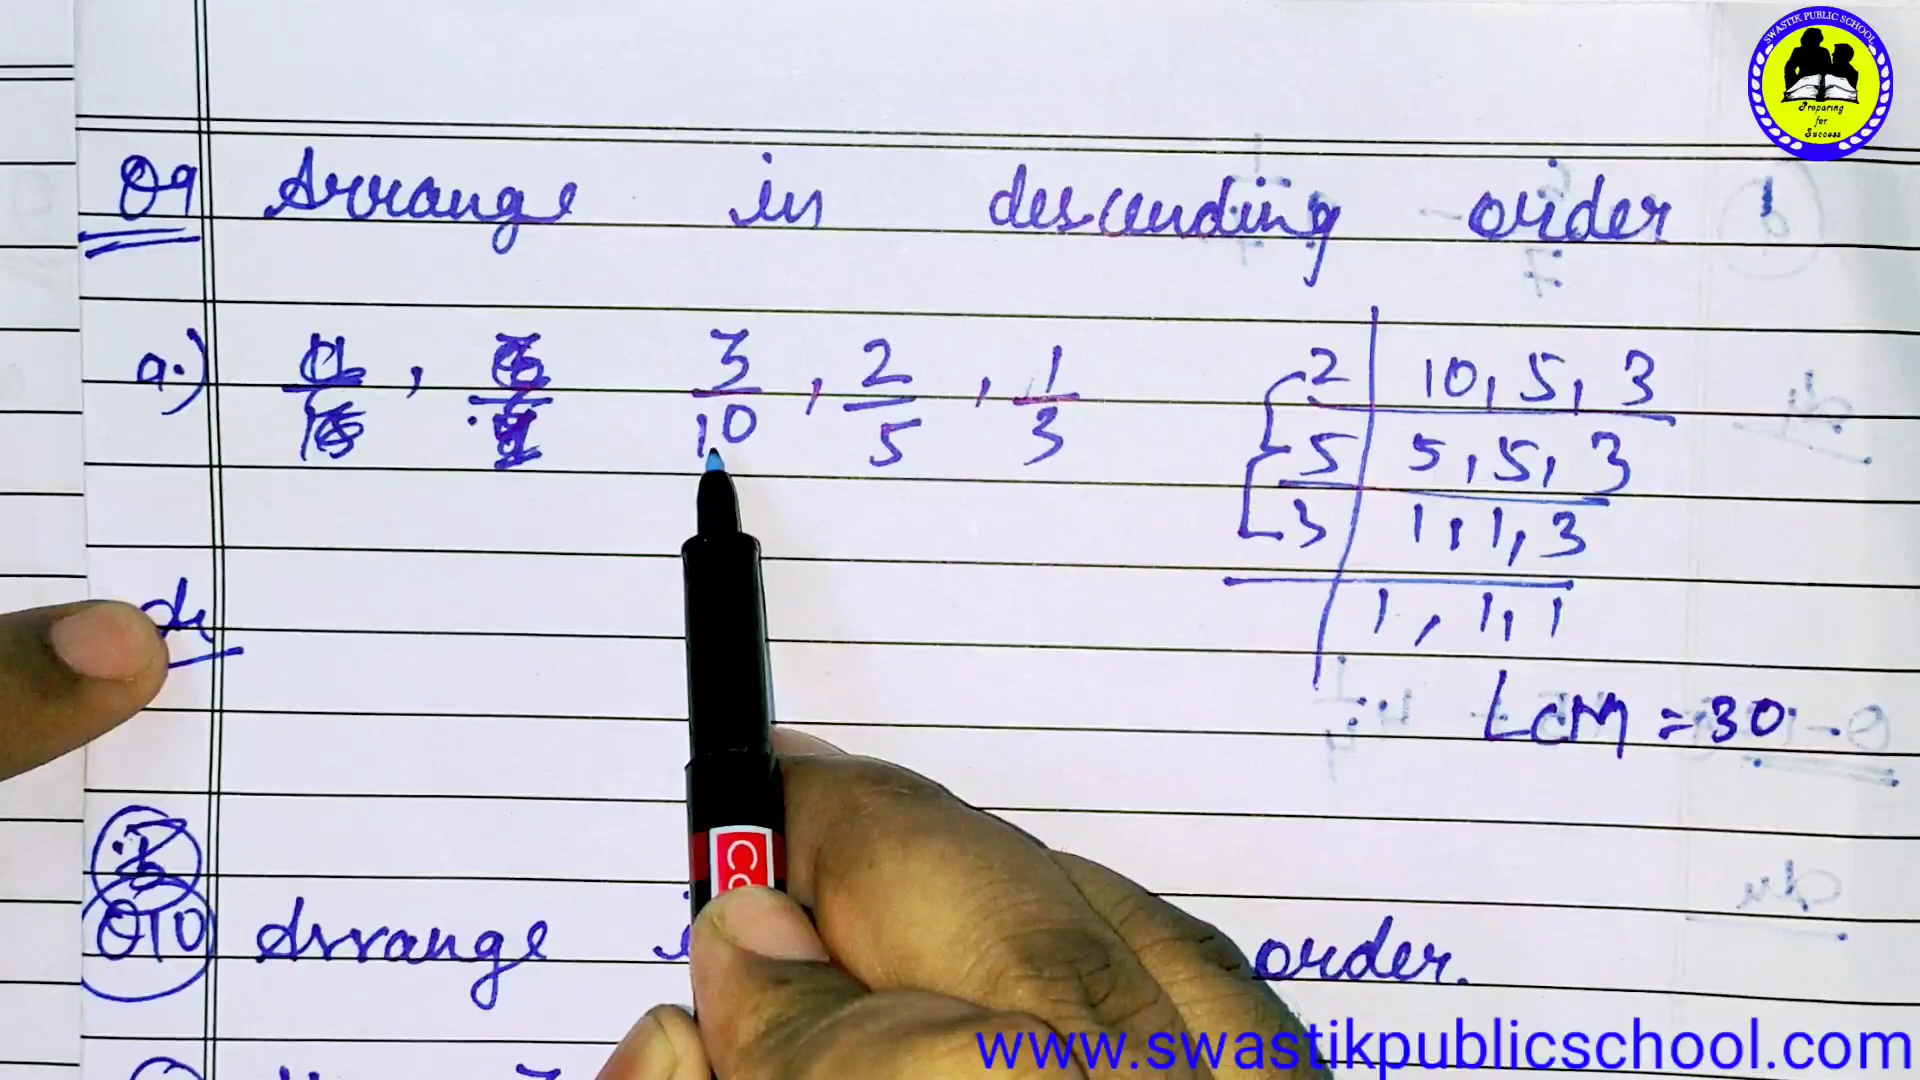 SWASTIK PUBLIC SCHOOL
Preparing
for
Success
Q9 Arrange in descending order
a.) 3/10, 2/5, 1/3
2 | 10, 5, 3
5 | 5, 5, 3
3 | 1, 1, 3
1, 1, 1
LCM = 30
Q10 Arrange order.
www.swastikpublicschool.com